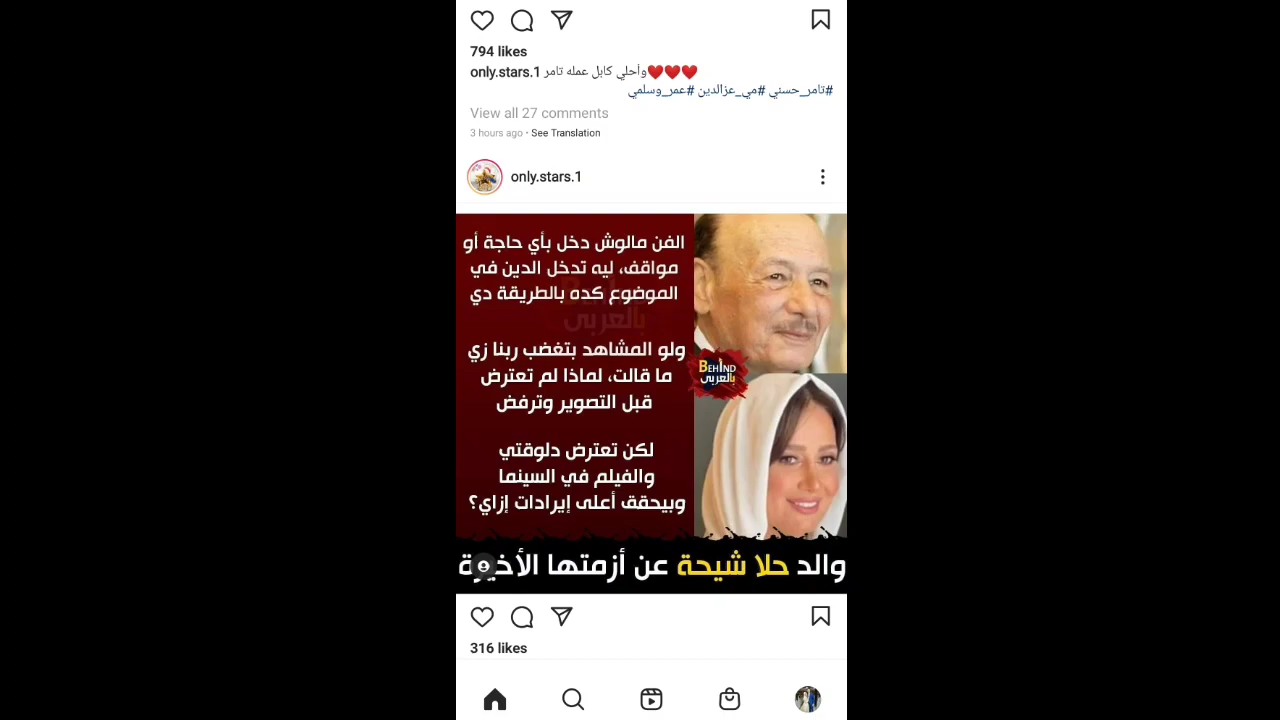 794 likes
only.stars.1 وأحلي كابل عمله تامر❤️❤️❤️
#تامر_حسني #مي_عزالدين #عمر_وسلمي
View all 27 comments
3 hours ago · See Translation
only.stars.1
الفن مالوش دخل بأي حاجة أو
مواقف، ليه تدخل الدين في
الموضوع كده بالطريقة دي
بالعربي
ولو المشاهد بتغضب ربنا زي
ما قالت، لماذا لم تعترض
قبل التصوير وترفض
BEHIND
بالعربي
لكن تعترض دلوقتي
والفيلم في السينما
وبيحقق أعلى إيرادات إزاي؟
والد حلا شيحة عن أزمتها الأخيرة
316 likes